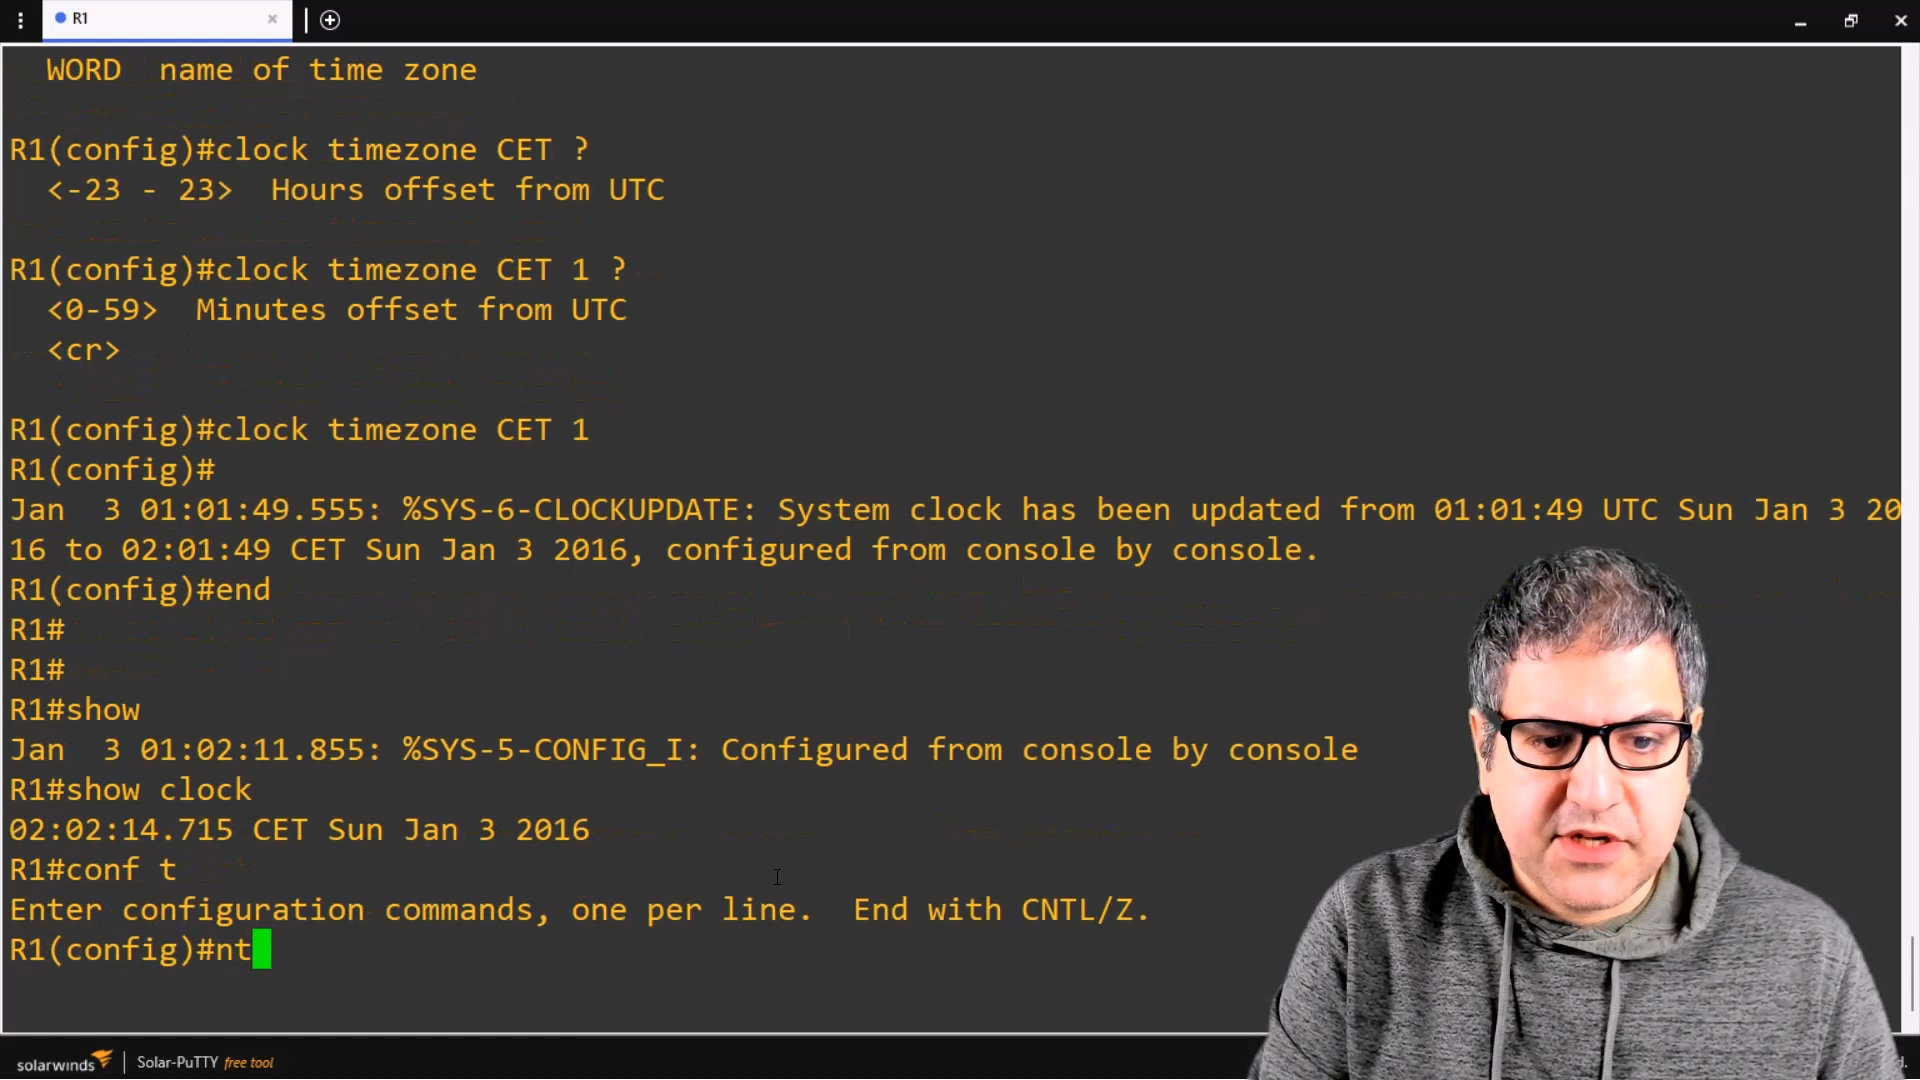 R1
WORD  name of time zone
R1(config)#clock timezone CET ?
<-23 - 23>  Hours offset from UTC
R1(config)#clock timezone CET 1 ?
<0-59>  Minutes offset from UTC
<cr>
R1(config)#clock timezone CET 1
R1(config)#
Jan  3 01:01:49.555: %SYS-6-CLOCKUPDATE: System clock has been updated from 01:01:49 UTC Sun Jan 3 20
16 to 02:01:49 CET Sun Jan 3 2016, configured from console by console.
R1(config)#end
R1#
R1#
R1#show
Jan  3 01:02:11.855: %SYS-5-CONFIG_I: Configured from console by console
R1#show clock
02:02:14.715 CET Sun Jan 3 2016
R1#conf t
Enter configuration commands, one per line.  End with CNTL/Z.
R1(config)#nt
solarwinds | Solar-PuTTY free tool